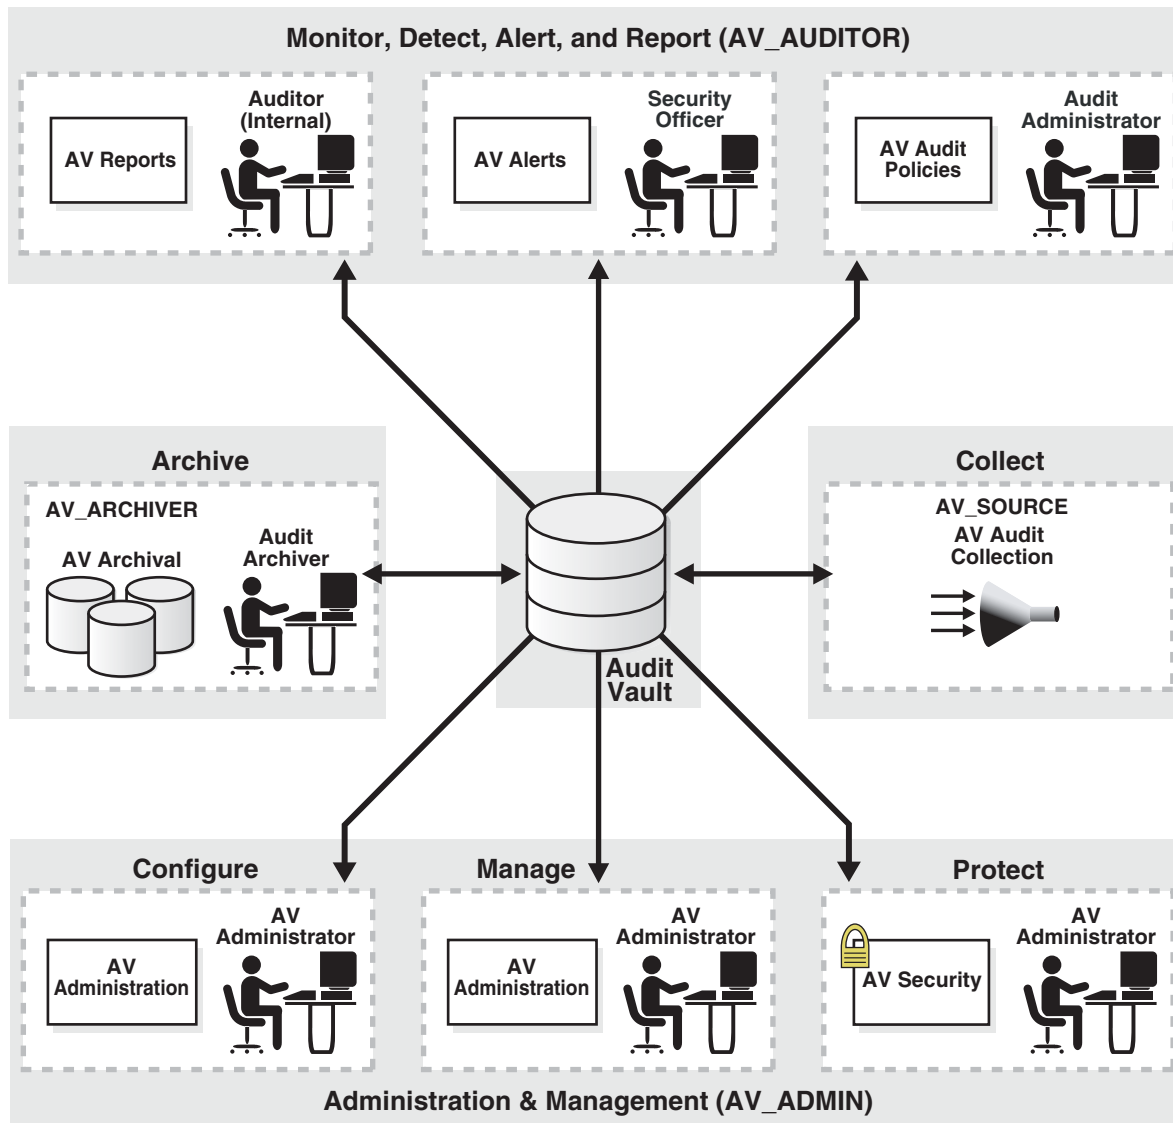 Monitor, Detect, Alert, and Report (AV_AUDITOR)
AV Reports
Auditor
(Internal)
AV Alerts
Security
Officer
AV Audit
Policies
Audit
Administrator
Archive
AV_ARCHIVER
AV Archival
Audit
Archiver
Audit
Vault
Collect
AV_SOURCE
AV Audit
Collection
Configure
AV
Administration
AV
Administrator
Manage
AV
Administration
AV
Administrator
Protect
AV Security
AV
Administrator
Administration & Management (AV_ADMIN)